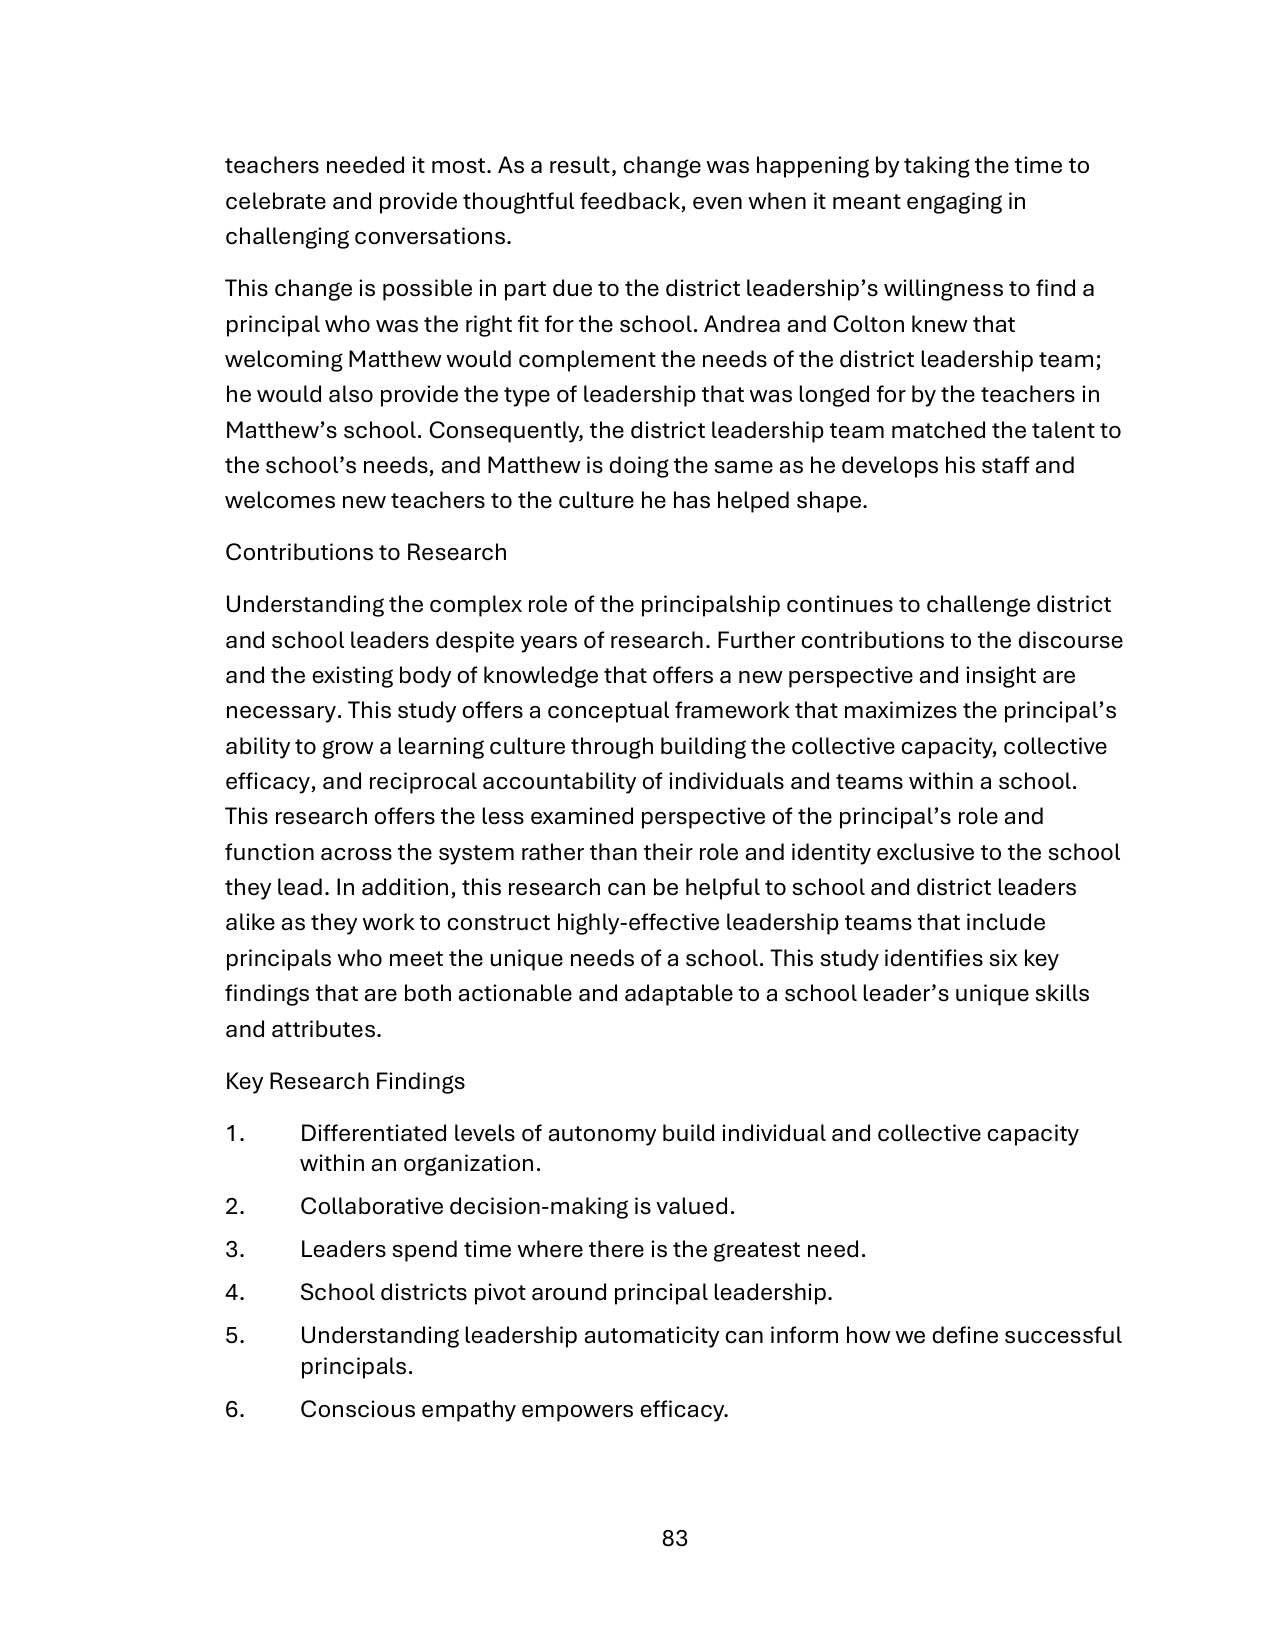 teachers needed it most. As a result, change was happening by taking the time to
celebrate and provide thoughtful feedback, even when it meant engaging in
challenging conversations.
This change is possible in part due to the district leadership’s willingness to find a
principal who was the right fit for the school. Andrea and Colton knew that
welcoming Matthew would complement the needs of the district leadership team;
he would also provide the type of leadership that was longed for by the teachers in
Matthew’s school. Consequently, the district leadership team matched the talent to
the school’s needs, and Matthew is doing the same as he develops his staff and
welcomes new teachers to the culture he has helped shape.
Contributions to Research
Understanding the complex role of the principalship continues to challenge district
and school leaders despite years of research. Further contributions to the discourse
and the existing body of knowledge that offers a new perspective and insight are
necessary. This study offers a conceptual framework that maximizes the principal’s
ability to grow a learning culture through building the collective capacity, collective
efficacy, and reciprocal accountability of individuals and teams within a school.
This research offers the less examined perspective of the principal’s role and
function across the system rather than their role and identity exclusive to the school
they lead. In addition, this research can be helpful to school and district leaders
alike as they work to construct highly-effective leadership teams that include
principals who meet the unique needs of a school. This study identifies six key
findings that are both actionable and adaptable to a school leader’s unique skills
and attributes.
Key Research Findings
1. Differentiated levels of autonomy build individual and collective capacity
within an organization.
2. Collaborative decision-making is valued.
3. Leaders spend time where there is the greatest need.
4. School districts pivot around principal leadership.
5. Understanding leadership automaticity can inform how we define successful
principals.
6. Conscious empathy empowers efficacy.
83